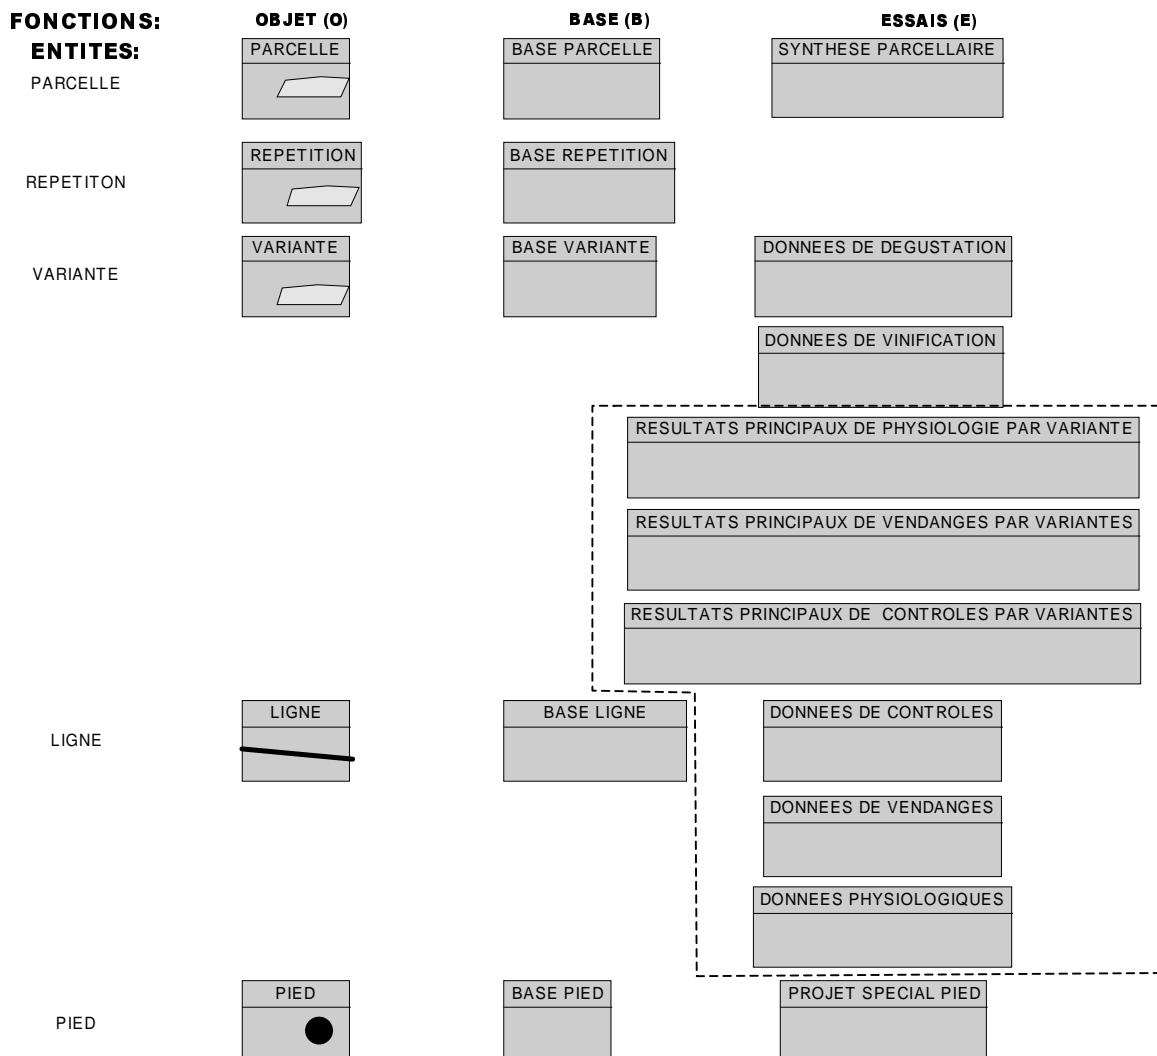 FONCTIONS: OBJET (O) BASE (B) ESSAIS (E)
ENTITES:
PARCELLE BASE PARCELLE SYNTHESE PARCELLAIRE
PARCELLE
REPETITION BASE REPETITION
REPETITON
VARIANTE BASE VARIANTE DONNEES DE DEGUSTATION
VARIANTE
DONNEES DE VINIFICATION
RESULTATS PRINCIPAUX DE PHYSIOLOGIE PAR VARIANTE
RESULTATS PRINCIPAUX DE VENDANGES PAR VARIANTES
RESULTATS PRINCIPAUX DE CONTROLES PAR VARIANTES
LIGNE BASE LIGNE DONNEES DE CONTROLES
LIGNE
DONNEES DE VENDANGES
DONNEES PHYSIOLOGIQUES
PIED BASE PIED PROJET SPECIAL PIED
PIED